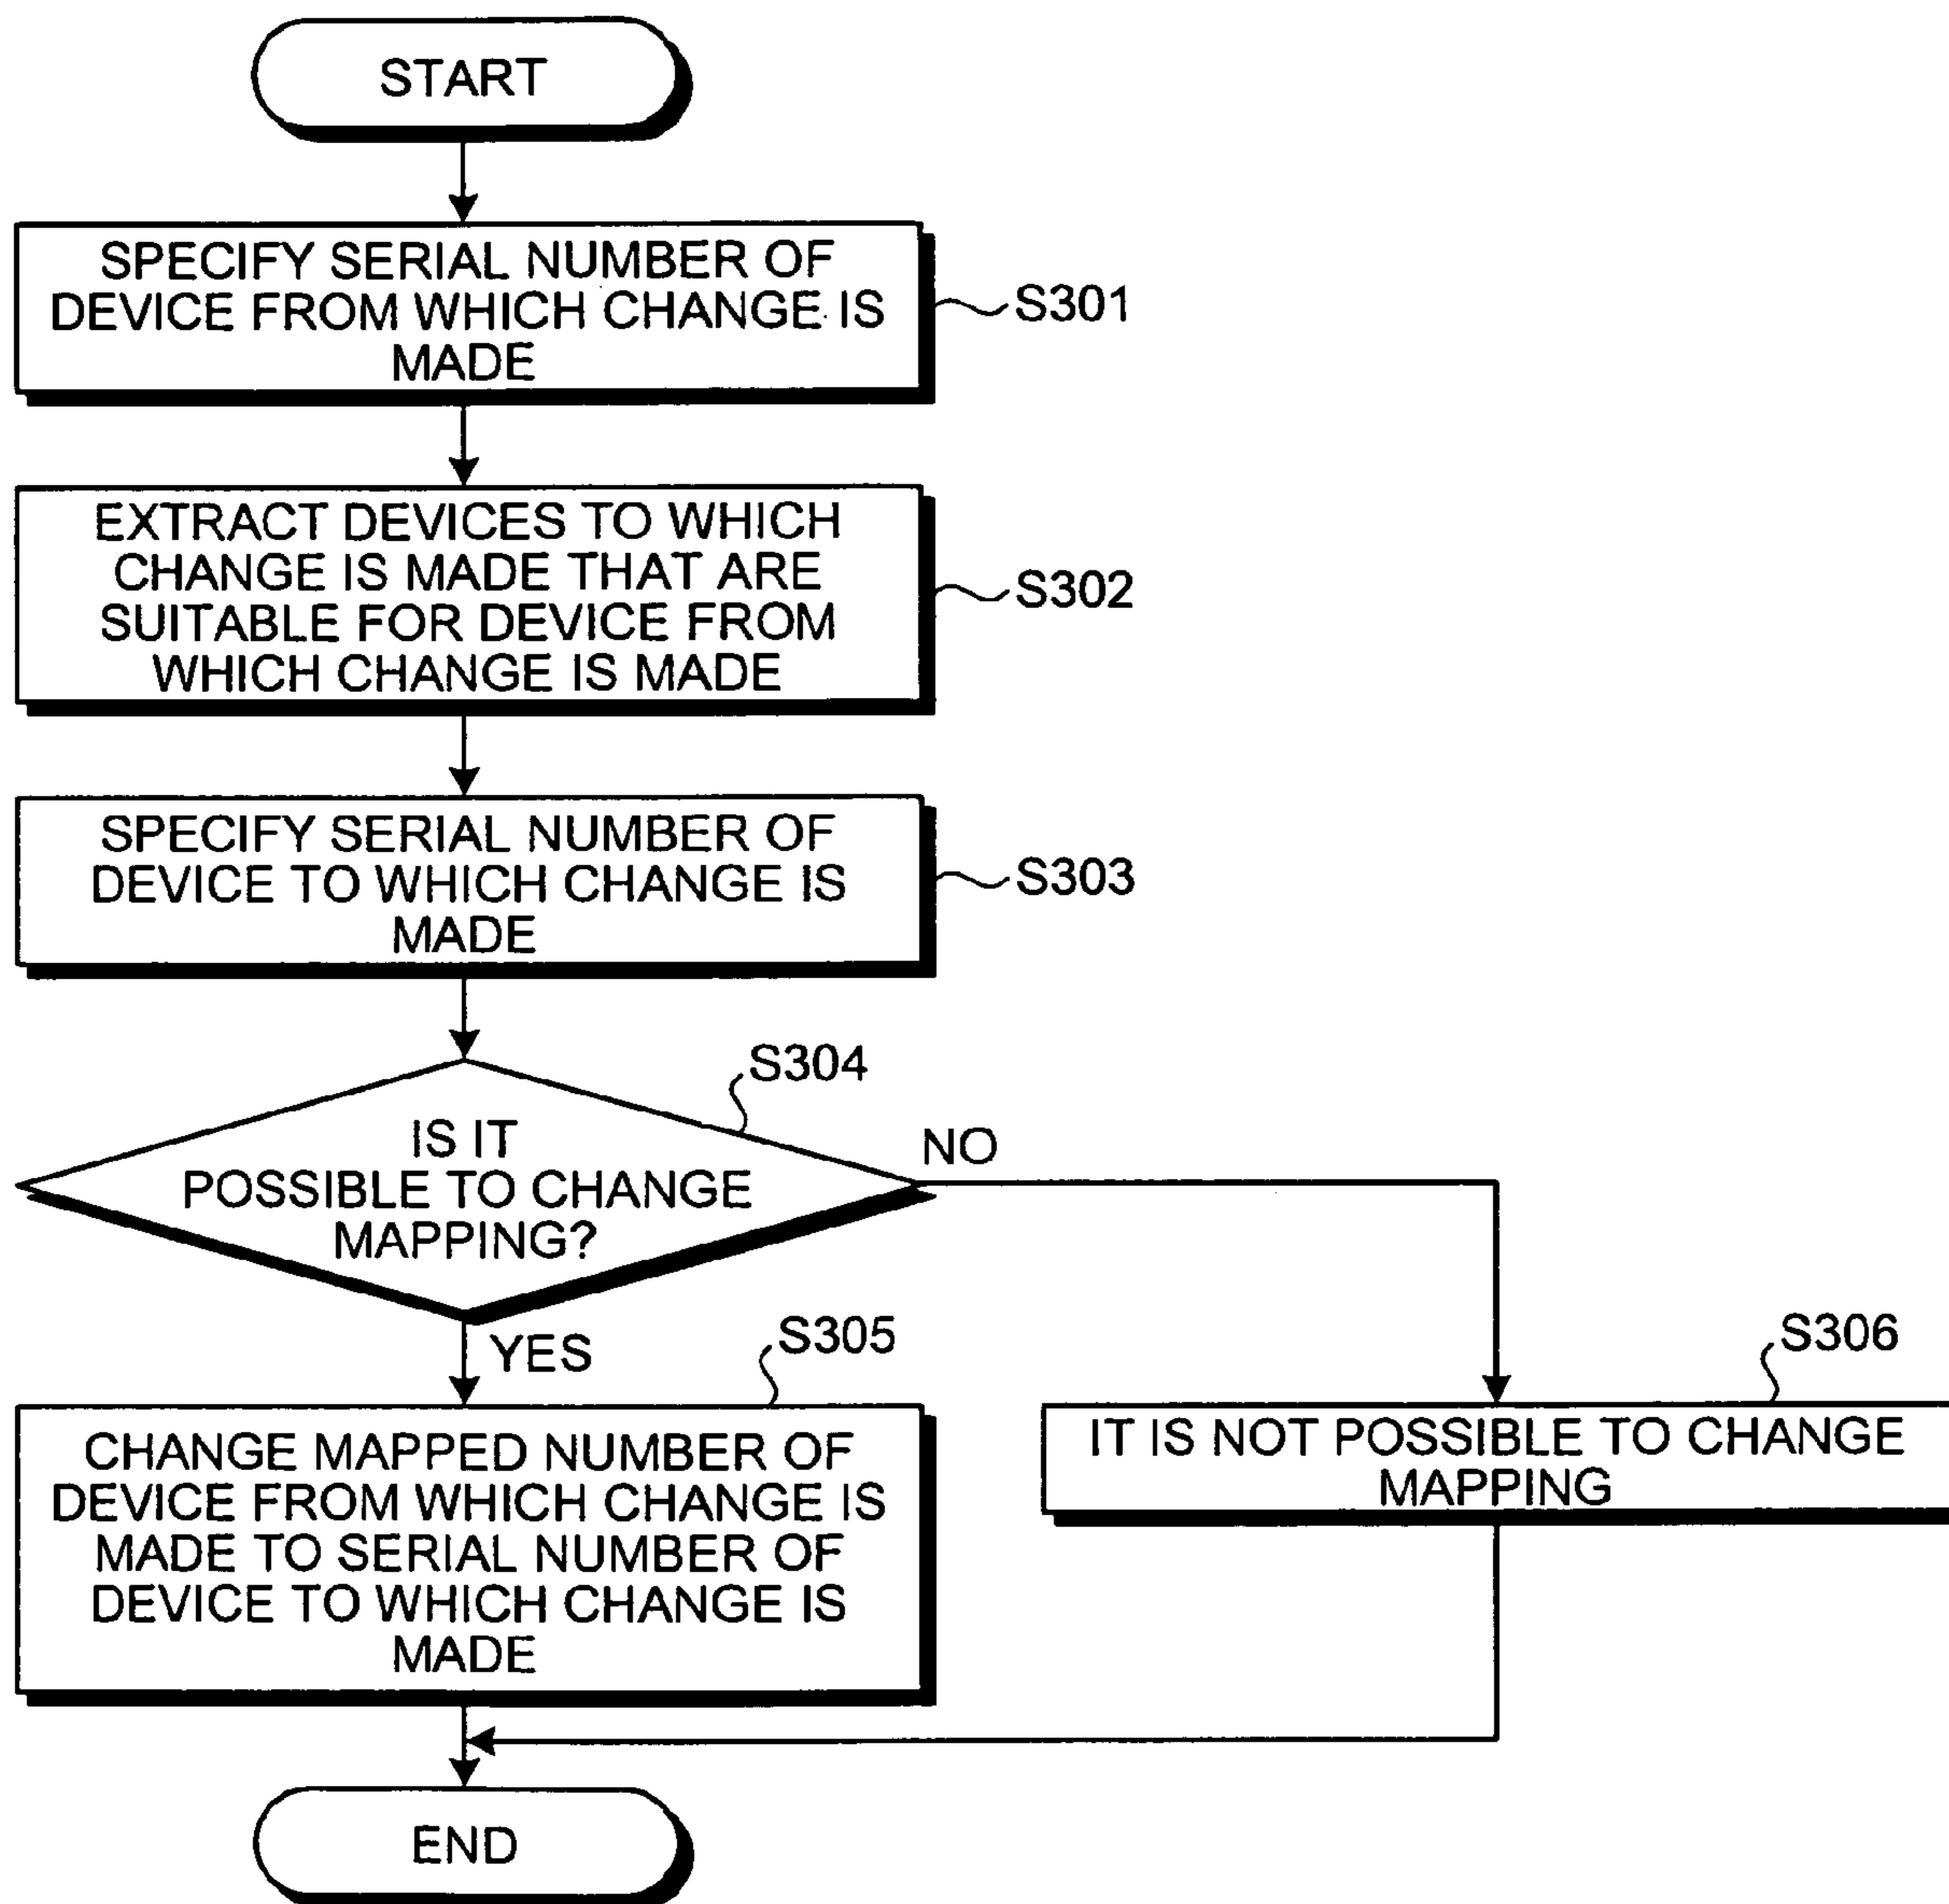 START
SPECIFY SERIAL NUMBER OF
DEVICE FROM WHICH CHANGE IS
MADE
S301
EXTRACT DEVICES TO WHICH
CHANGE IS MADE THAT ARE
SUITABLE FOR DEVICE FROM
WHICH CHANGE IS MADE
S302
SPECIFY SERIAL NUMBER OF
DEVICE TO WHICH CHANGE IS
MADE
S303
S304
IS IT
POSSIBLE TO CHANGE
MAPPING?
NO
YES
S305
CHANGE MAPPED NUMBER OF
DEVICE FROM WHICH CHANGE IS
MADE TO SERIAL NUMBER OF
DEVICE TO WHICH CHANGE IS
MADE
S306
IT IS NOT POSSIBLE TO CHANGE
MAPPING
END